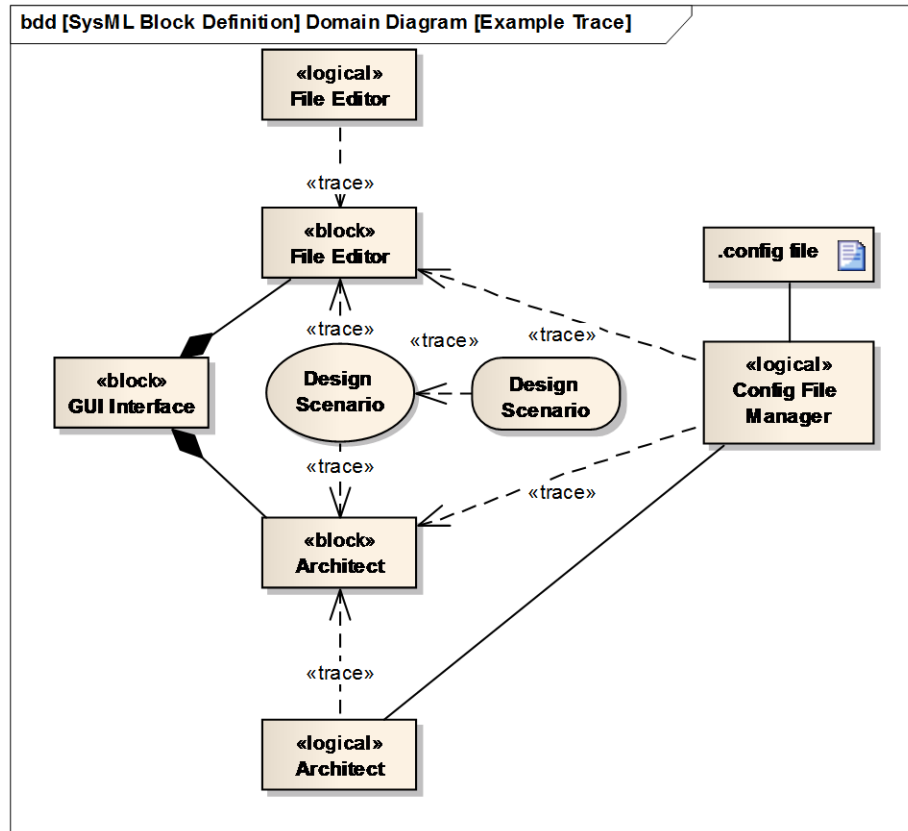 bdd [SysML Block Definition] Domain Diagram [Example Trace]
«logical»
File Editor
«trace»
«block»
File Editor
.config file
«trace»
«trace»
«trace»
«block»
GUI Interface
Design
Scenario
Design
Scenario
«logical»
Config File
Manager
«trace»
«trace»
«block»
Architect
«trace»
«logical»
Architect